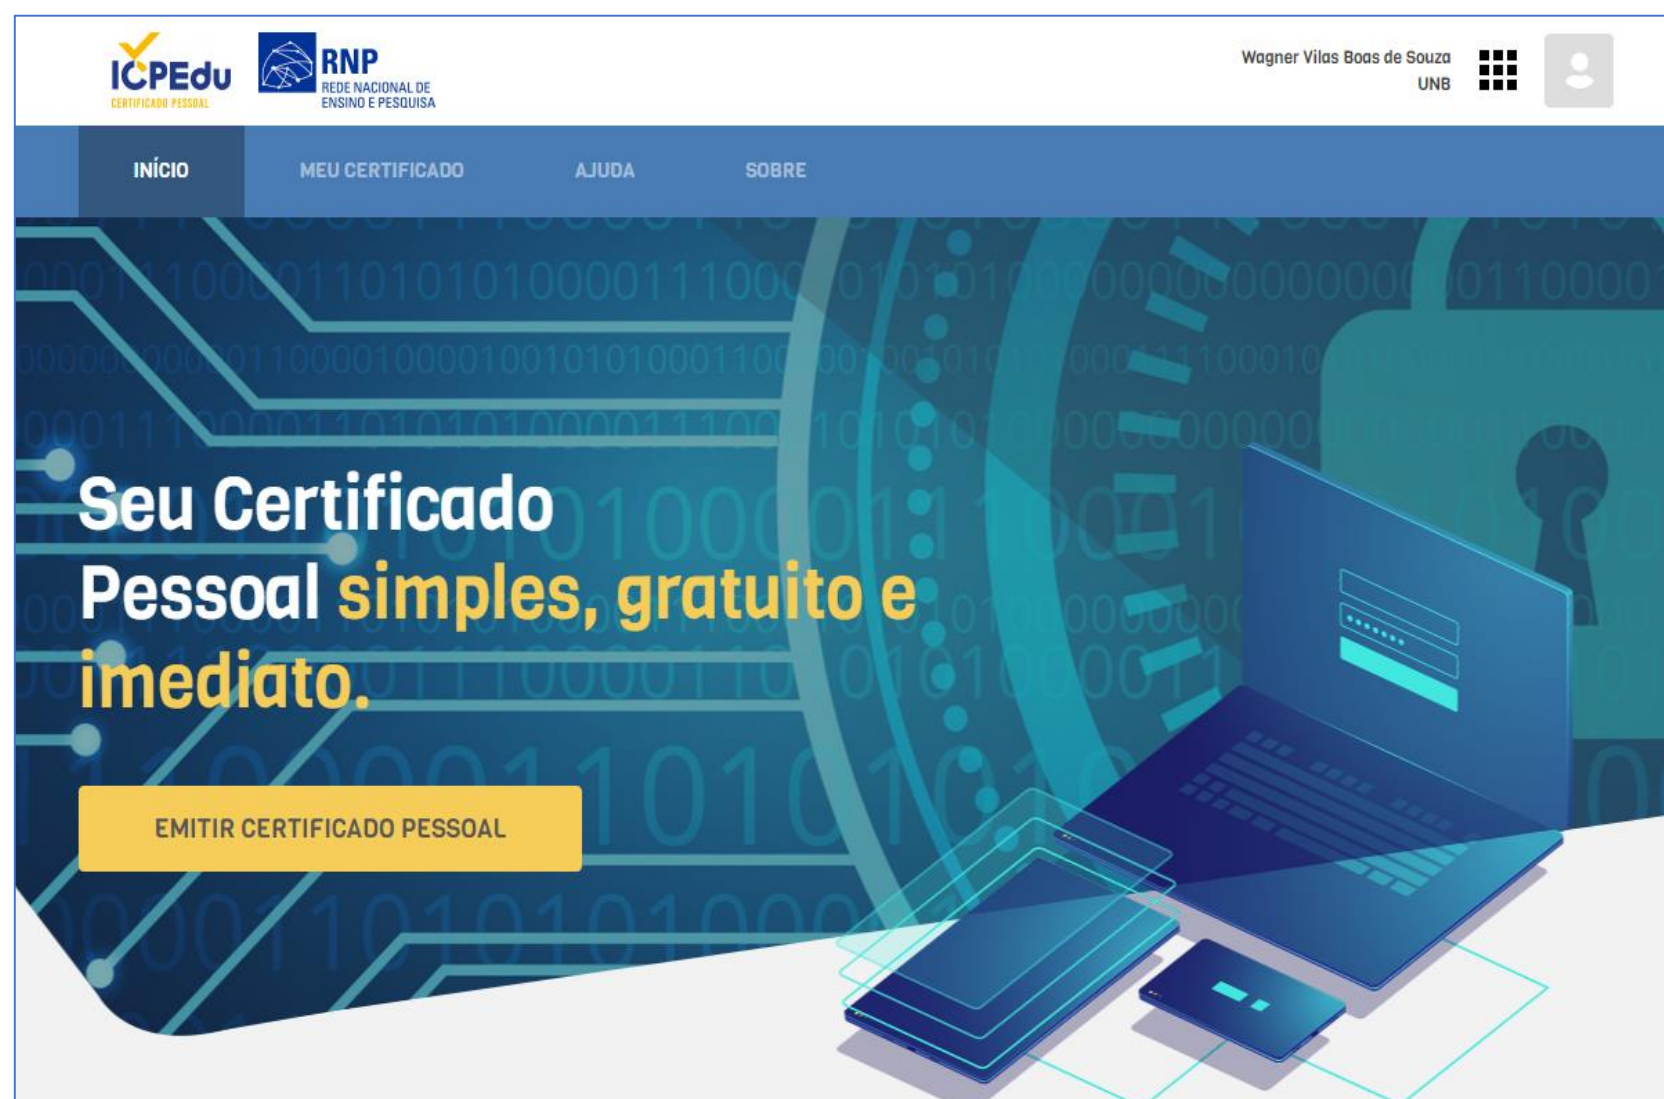 ICPEdu
CERTIFICADO PESSOAL
RNP
REDE NACIONAL DE
ENSINO E PESQUISA
Wagner Vilas Boas de Souza
UNB
INÍCIO
MEU CERTIFICADO
AJUDA
SOBRE
Seu Certificado
Pessoal simples, gratuito e
imediato.
EMITIR CERTIFICADO PESSOAL